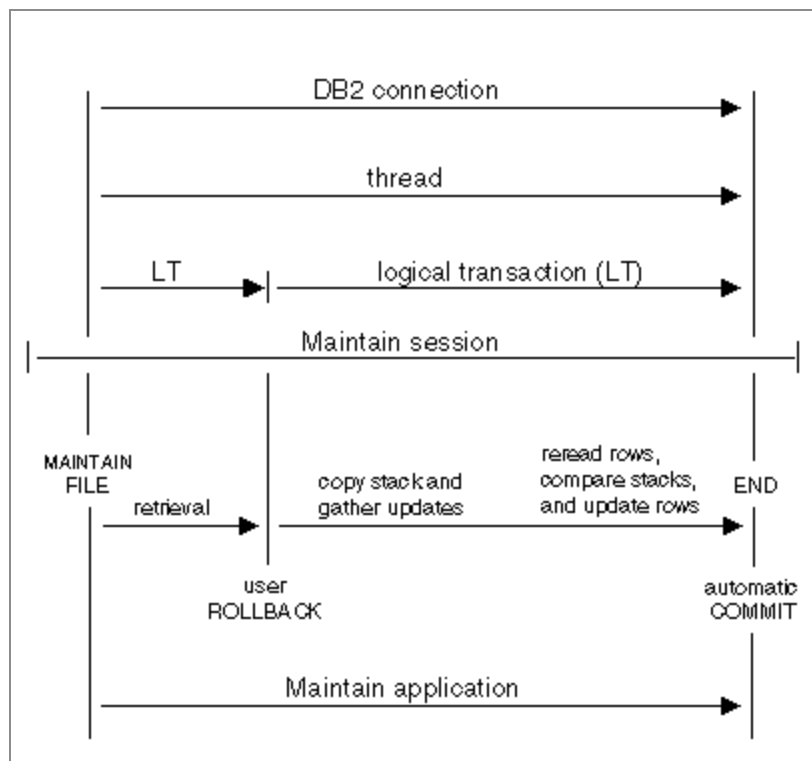 DB2 connection
thread
LT
logical transaction (LT)
Maintain session
MAINTAIN
FILE
retrieval
copy stack and
gather updates
reread rows,
compare stacks,
and update rows
END
user
ROLLBACK
automatic
COMMIT
Maintain application